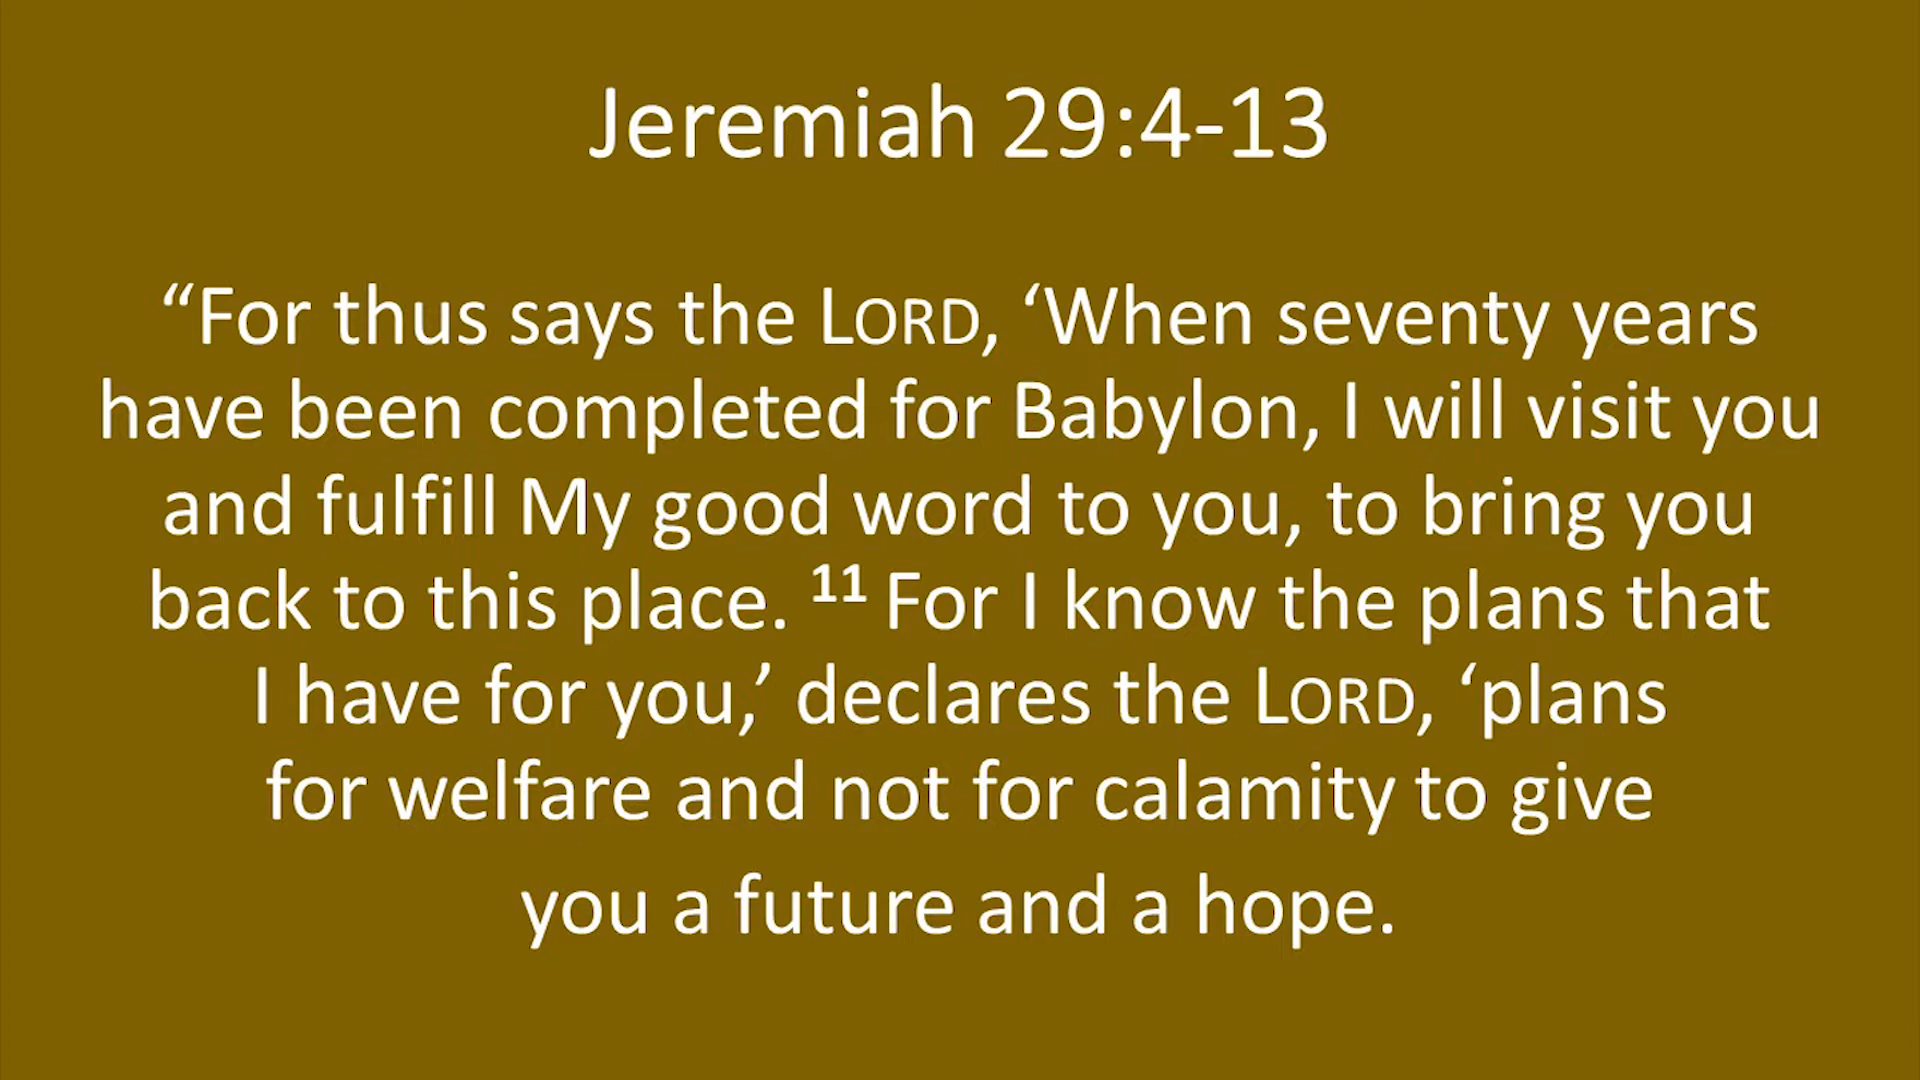 Jeremiah 29:4-13
“For thus says the LORD, ‘When seventy years
have been completed for Babylon, I will visit you
and fulfill My good word to you, to bring you
back to this place. 11 For I know the plans that
I have for you,’ declares the LORD, ‘plans
for welfare and not for calamity to give
you a future and a hope.